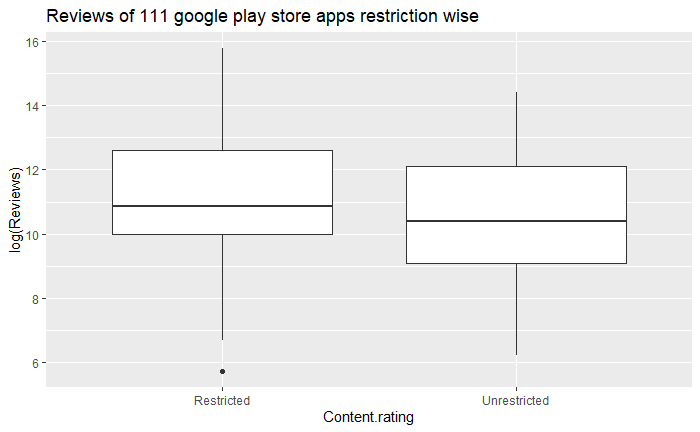 Reviews of 111 google play store apps restriction wise
16
14
12
10
8
6
log(Reviews)
Restricted
Unrestricted
Content.rating